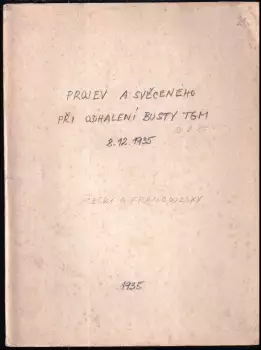 PROJEV A. SVĚCENÉHO
PŘI ODHALENÍ BUSTY TGM
8.12.1935
ČESKY A FRANCOUZSKY
1935